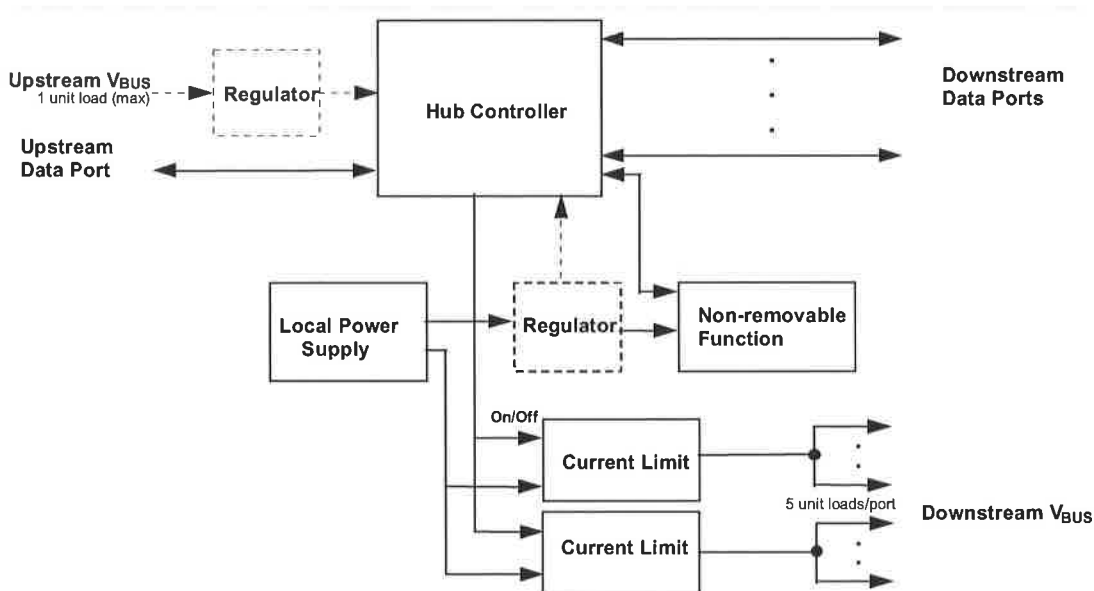 Upstream VBUS
1 unit load (max)
Regulator
Hub Controller
Downstream
Data Ports
Upstream
Data Port
Local Power
Supply
Regulator
Non-removable
Function
On/Off
Current Limit
5 unit loads/port
Downstream VBUS
Current Limit